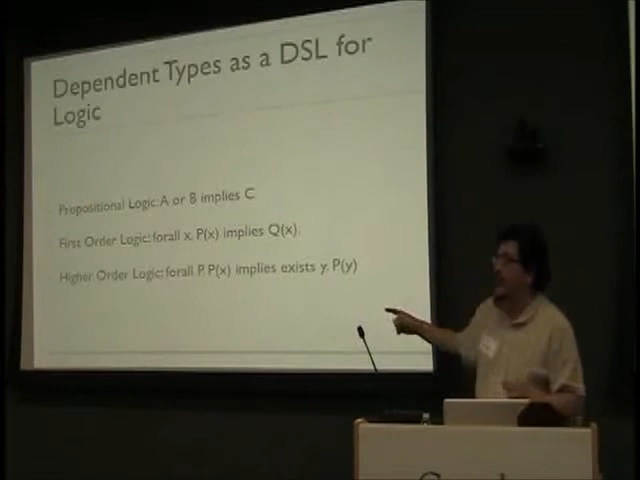 Dependent Types as a DSL for
Logic
Propositional Logic: A or B implies C
First Order Logic: forall x, P(x) implies Q(x).
Higher Order Logic: forall P. P(x) implies exists y. P(y)